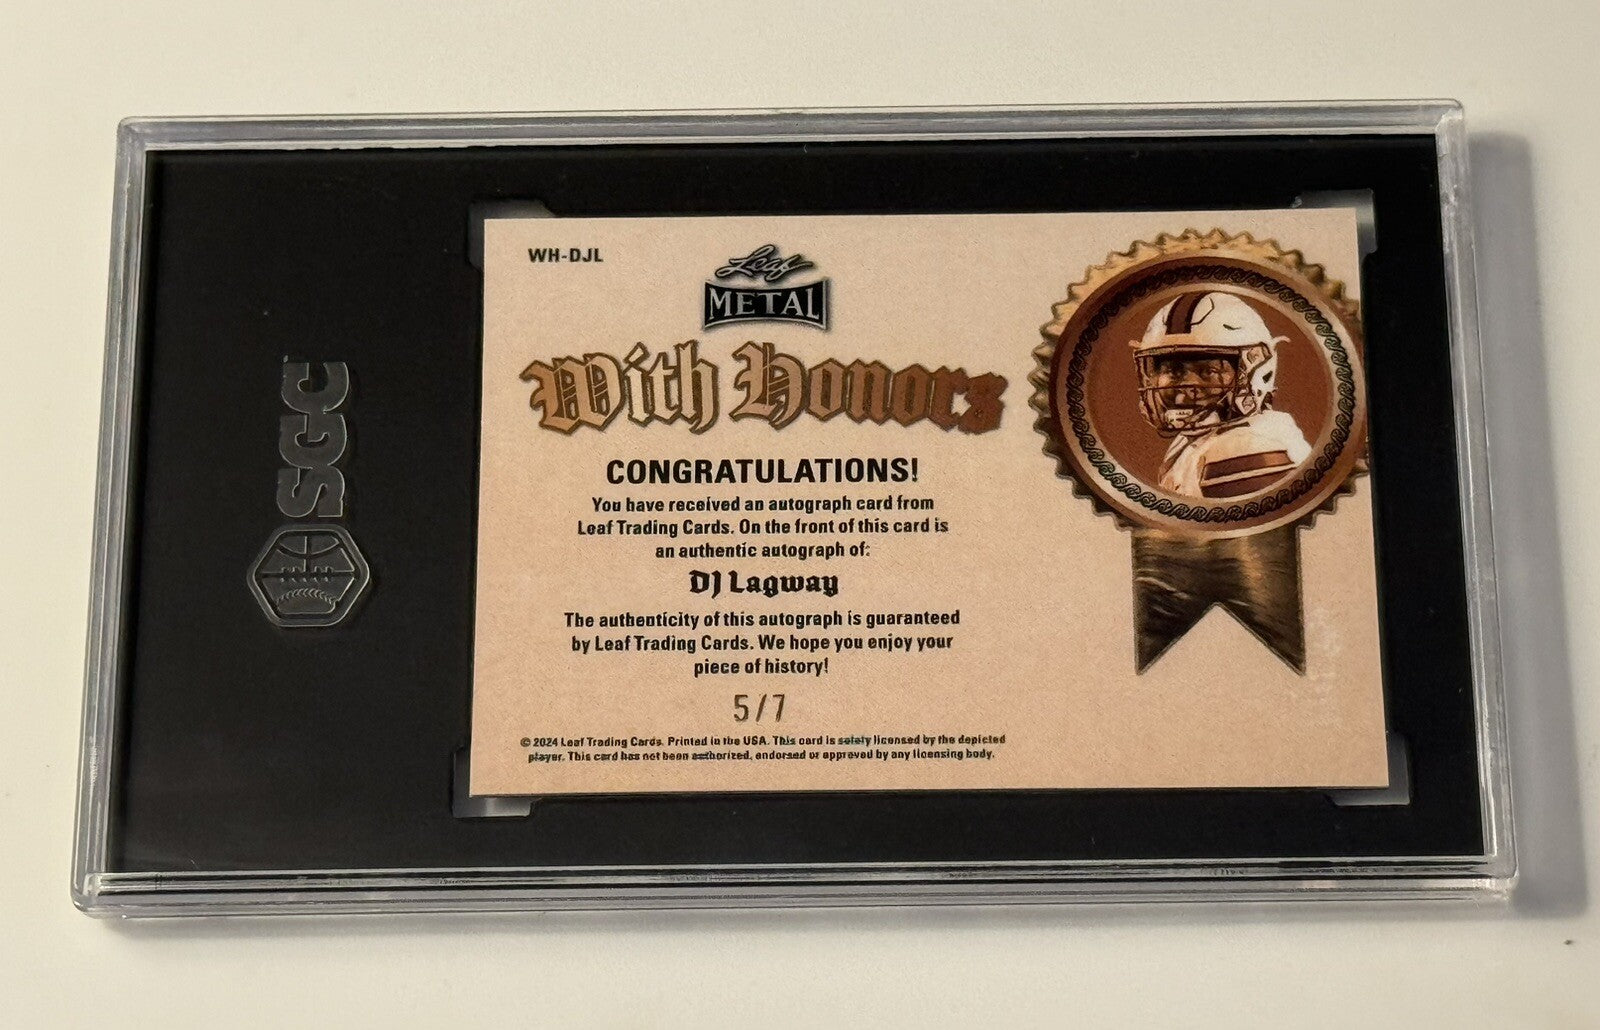 SGC
WH-DJL
Leaf
METAL
With Honors
CONGRATULATIONS!
You have received an autograph card from
Leaf Trading Cards. On the front of this card is
an authentic autograph of:
DJ Lagway
The authenticity of this autograph is guaranteed
by Leaf Trading Cards. We hope you enjoy your
piece of history!
5/7
© 2024 Leaf Trading Cards. Printed in the USA. This card is solely licensed by the depicted
player. This card has not been authorized, endorsed or approved by any licensing body.